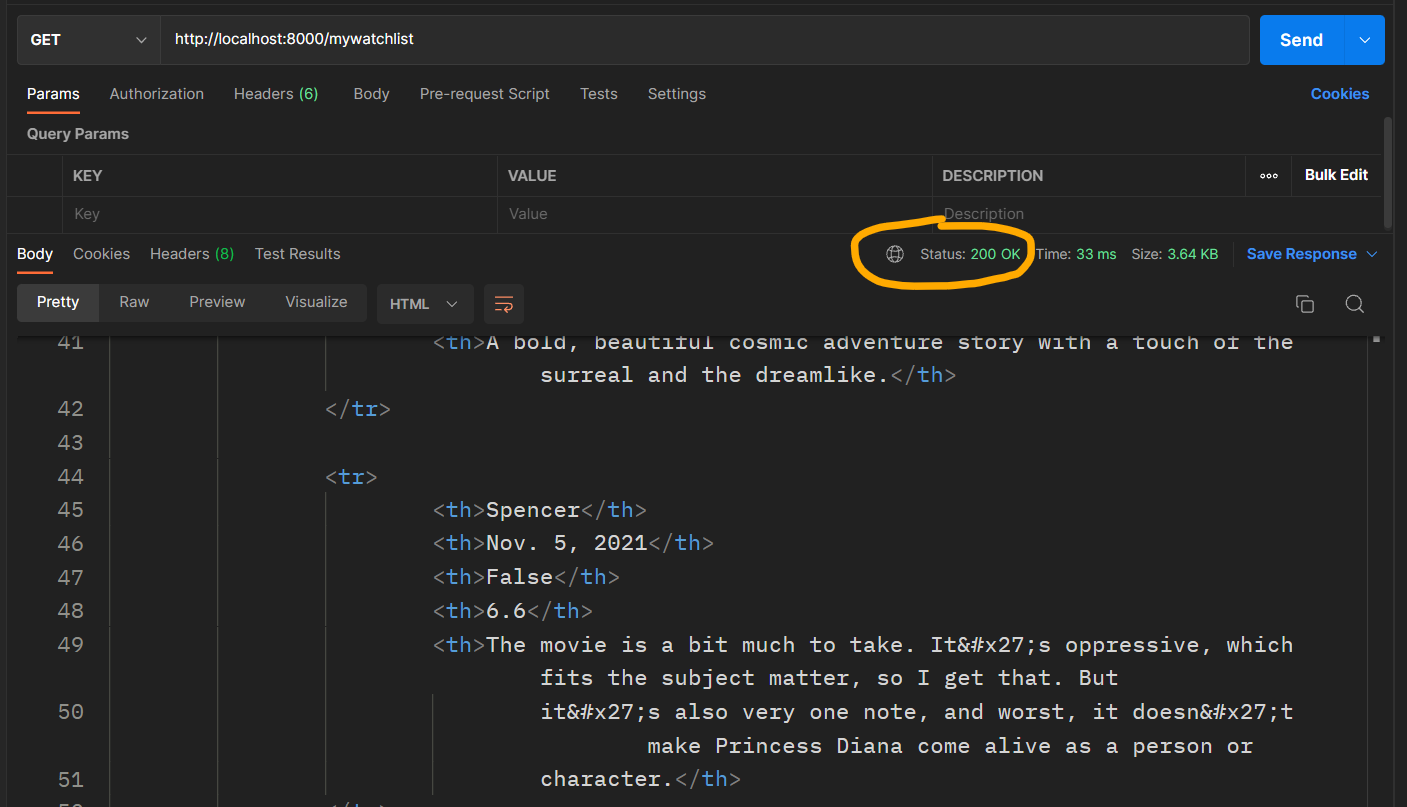 GET http://localhost:8000/mywatchlist Send
Params Authorization Headers (6) Body Pre-request Script Tests Settings Cookies
Query Params
KEY VALUE DESCRIPTION ooo Bulk Edit
Key Value Description
Body Cookies Headers (8) Test Results Status: 200 OK Time: 33 ms Size: 3.64 KB Save Response
Pretty Raw Preview Visualize HTML
41 <th>A bold, beautiful cosmic adventure story with a touch of the
surreal and the dreamlike.</th>
42 </tr>
43
44 <tr>
45 <th>Spencer</th>
46 <th>Nov. 5, 2021</th>
47 <th>False</th>
48 <th>6.6</th>
49 <th>The movie is a bit much to take. It&#x27;s oppressive, which
fits the subject matter, so I get that. But
50 it&#x27;s also very one note, and worst, it doesn&#x27;t
make Princess Diana come alive as a person or
51 character.</th>